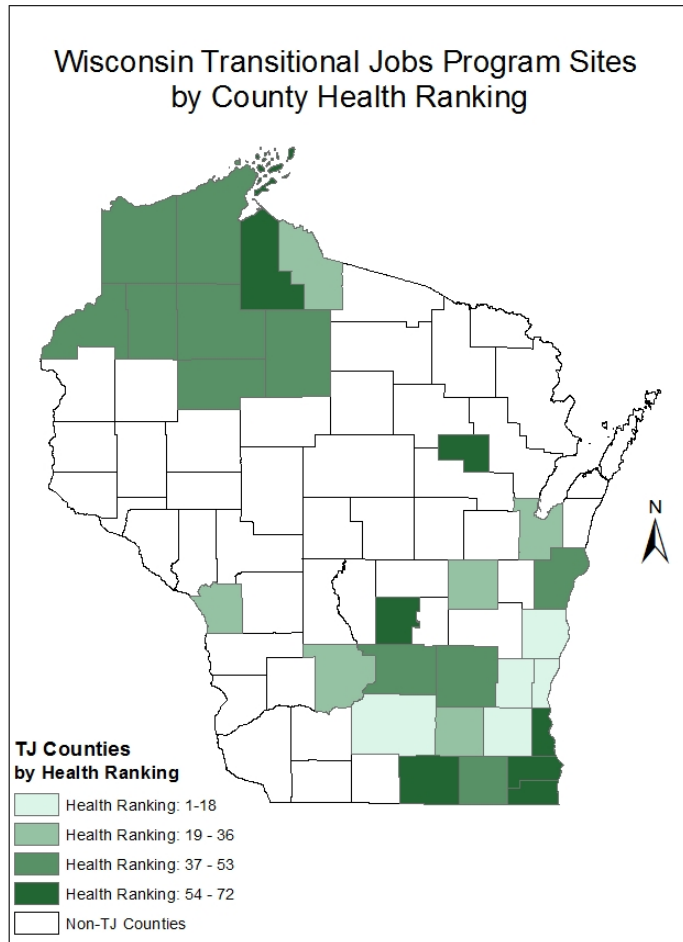 Wisconsin Transitional Jobs Program Sites
by County Health Ranking
N
TJ Counties
by Health Ranking
Health Ranking: 1-18
Health Ranking: 19 - 36
Health Ranking: 37 - 53
Health Ranking: 54 - 72
Non-TJ Counties